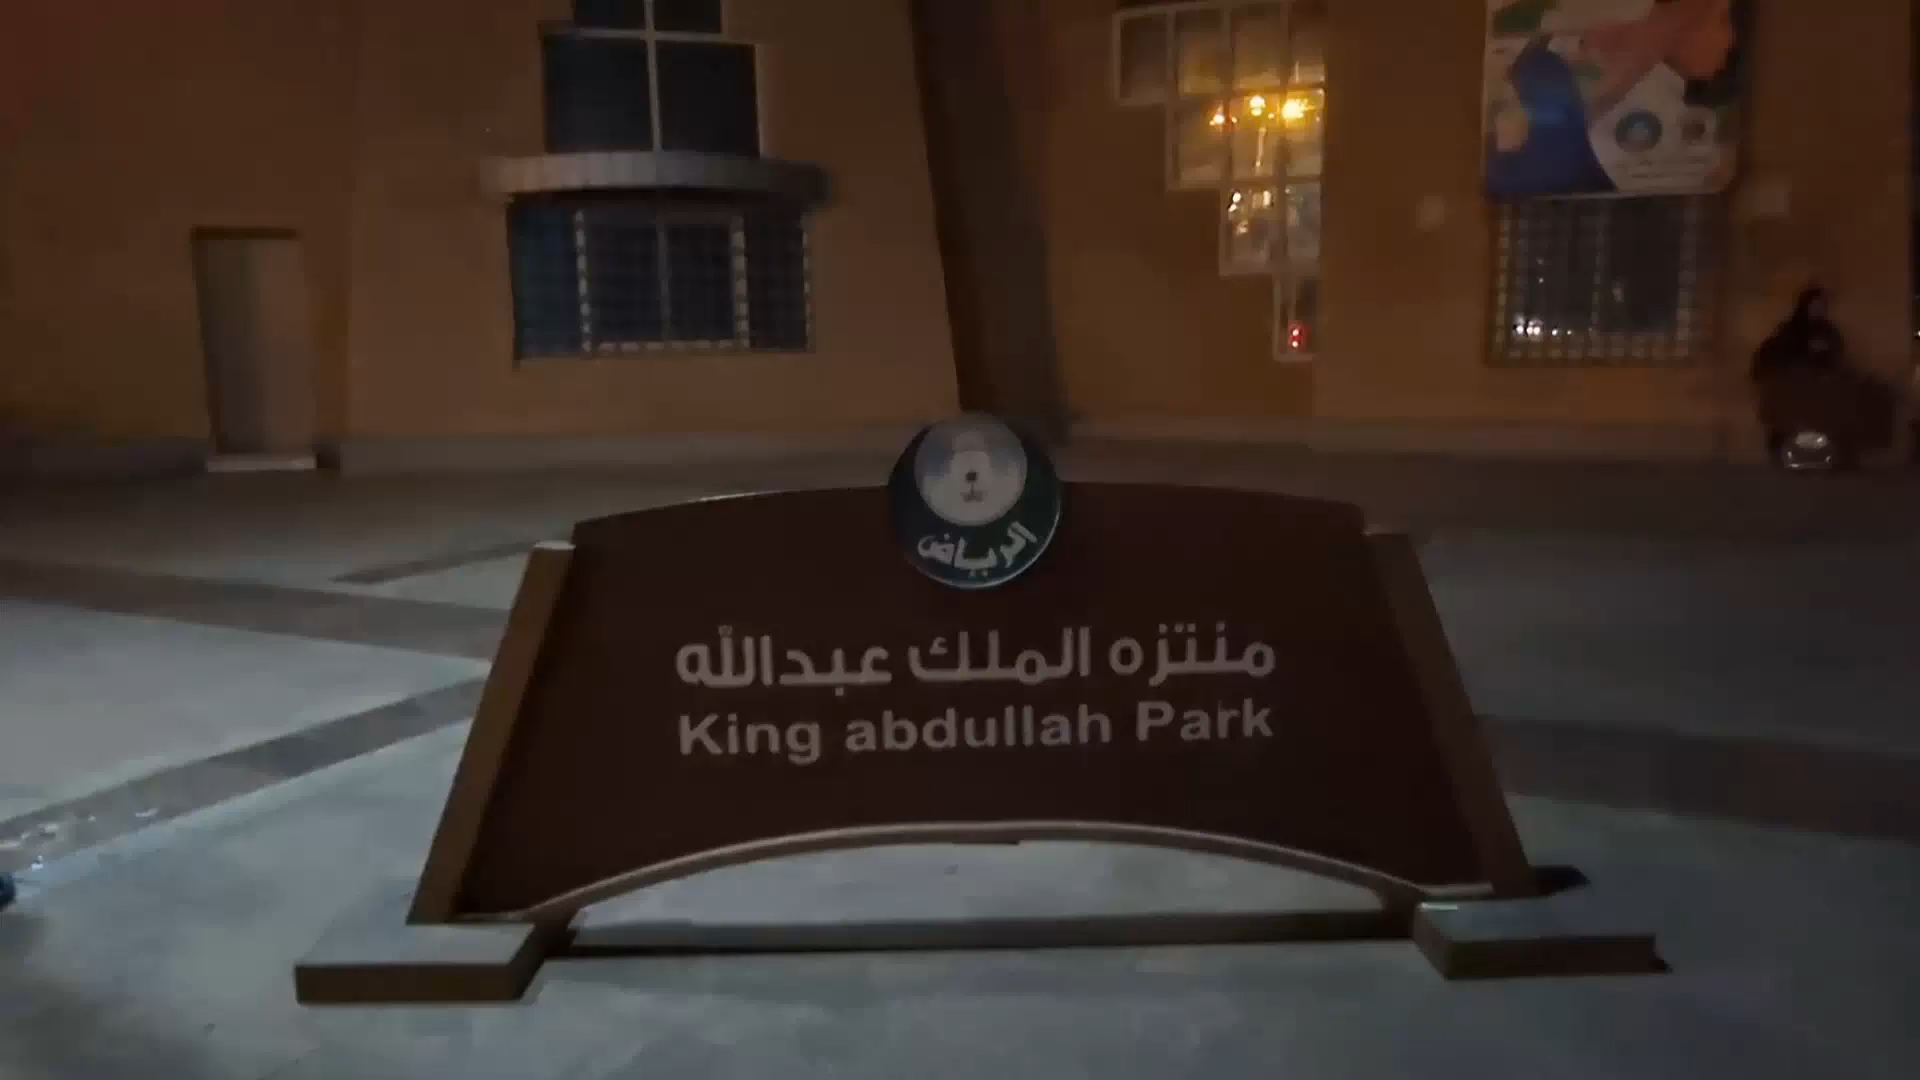 الرياض
منتزه الملك عبدالله
King abdullah Park